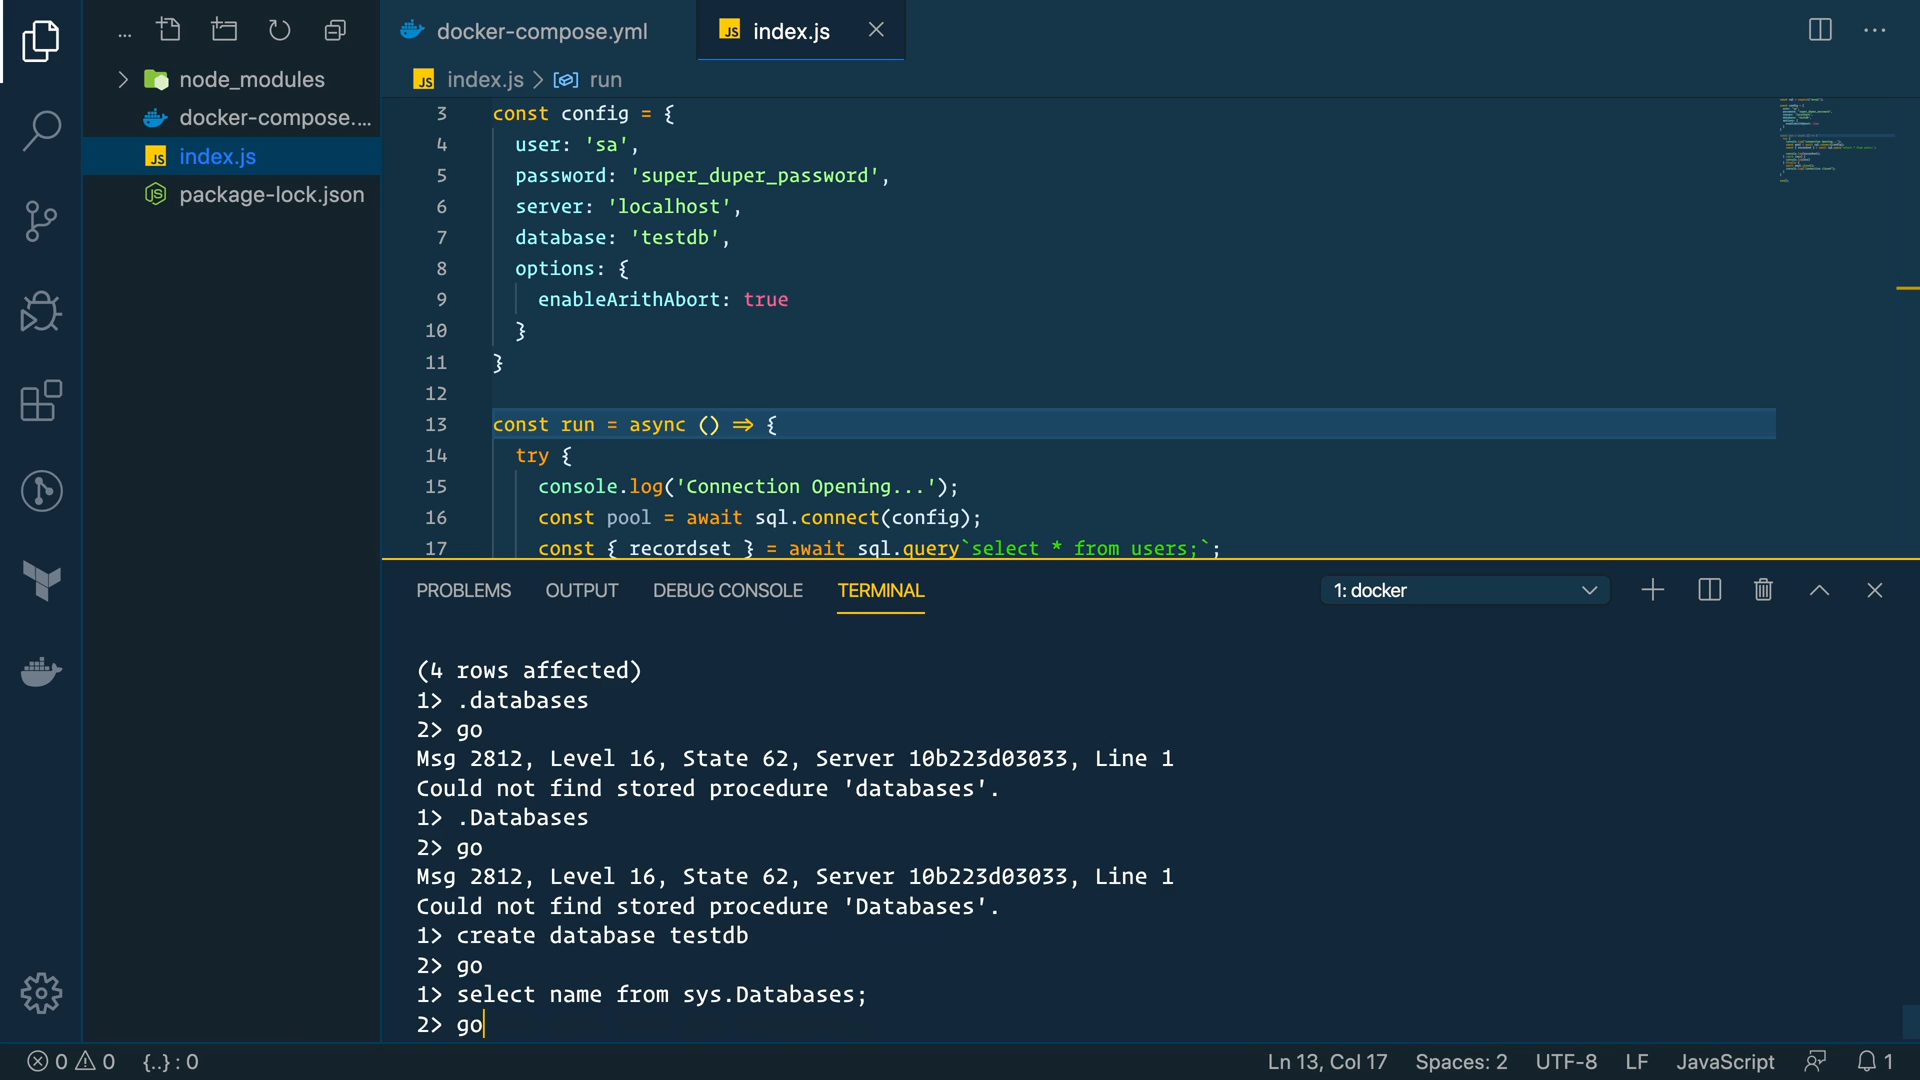 ...
docker-compose.yml
JS index.js
...
node_modules
docker-compose....
JS index.js
JS package-lock.json
JS index.js > run
3 const config = {
4 user: 'sa',
5 password: 'super_duper_password',
6 server: 'localhost',
7 database: 'testdb',
8 options: {
9 enableArithAbort: true
10 }
11 }
12
13 const run = async () => {
14 try {
15 console.log('Connection Opening...');
16 const pool = await sql.connect(config);
17 const { recordset } = await sql.query`select * from users;`;
PROBLEMS OUTPUT DEBUG CONSOLE TERMINAL 1: docker
(4 rows affected)
1> .databases
2> go
Msg 2812, Level 16, State 62, Server 10b223d03033, Line 1
Could not find stored procedure 'databases'.
1> .Databases
2> go
Msg 2812, Level 16, State 62, Server 10b223d03033, Line 1
Could not find stored procedure 'Databases'.
1> create database testdb
2> go
1> select name from sys.Databases;
2> go
0 0 {..} : 0 Ln 13, Col 17 Spaces: 2 UTF-8 LF JavaScript 1